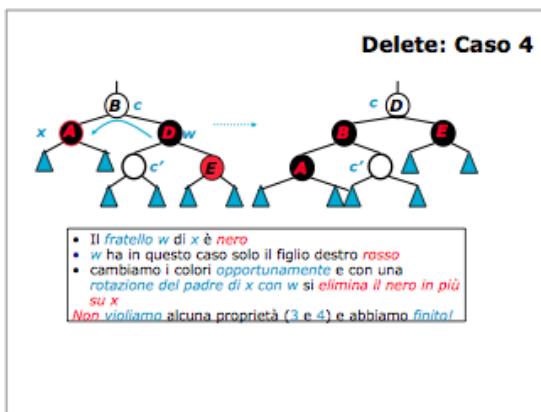 Delete: Caso 4
B c c D
x A D w B E
c' E A c'
• Il fratello w di x è nero
• w ha in questo caso solo il figlio destro rosso
• cambiamo i colori opportunamente e con una
rotazione del padre di x con w si elimina il nero in più
su x
Non violiamo alcuna proprietà (3 e 4) e abbiamo finito!